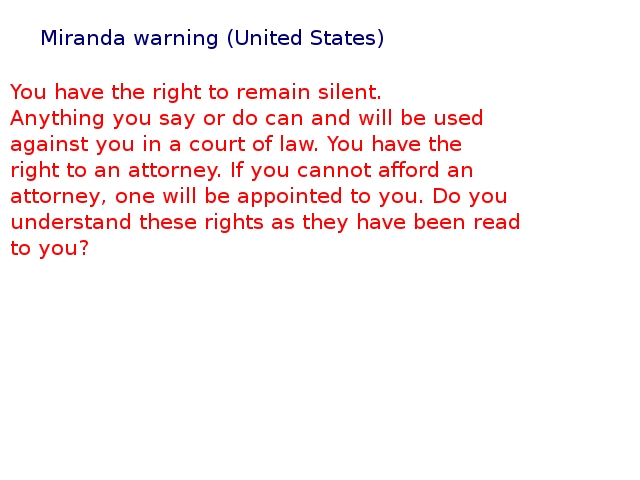 Miranda warning (United States)
You have the right to remain silent.
Anything you say or do can and will be used
against you in a court of law. You have the
right to an attorney. If you cannot afford an
attorney, one will be appointed to you. Do you
understand these rights as they have been read
to you?